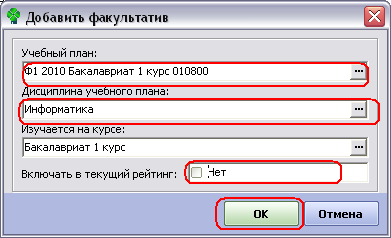 Добавить факультатив
Учебный план:
Ф1 2010 Бакалавриат 1 курс 010800
Дисциплина учебного плана:
Информатика
Изучается на курсе:
Бакалавриат 1 курс
Включать в текущий рейтинг: Нет
OK Отмена